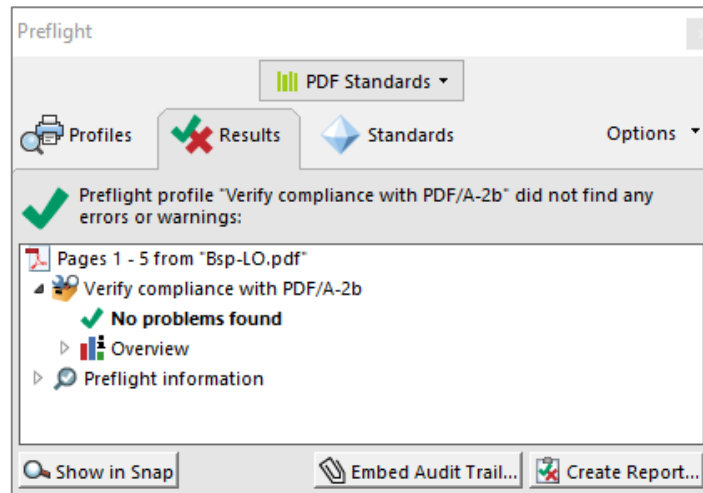 Preflight
PDF Standards
Profiles
Results
Standards
Options
Preflight profile "Verify compliance with PDF/A-2b" did not find any
errors or warnings:
Pages 1 - 5 from "Bsp-LO.pdf"
Verify compliance with PDF/A-2b
No problems found
Overview
Preflight information
Show in Snap
Embed Audit Trail...
Create Report...